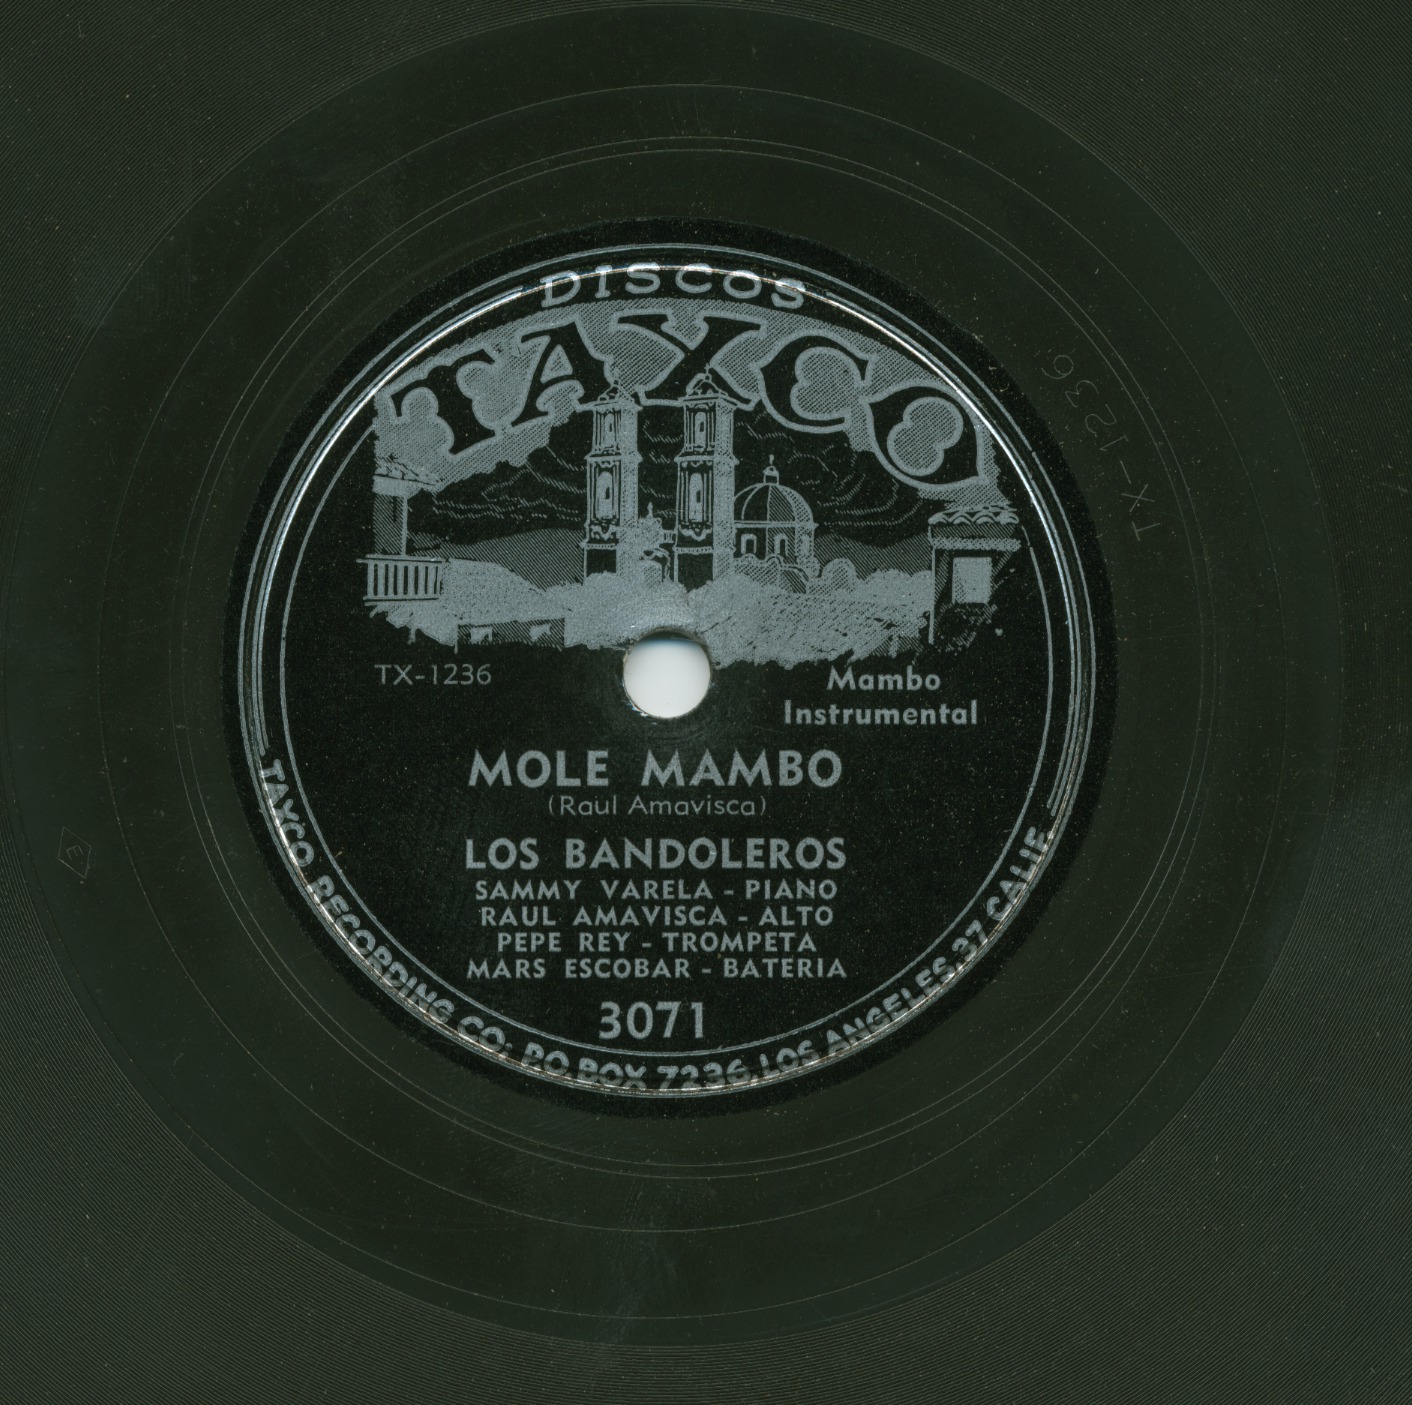 DISCOS
TAXCO
TX-1236
Mambo
Instrumental
MOLE MAMBO
(Raul Amavisca)
LOS BANDOLEROS
SAMMY VARELA - PIANO
RAUL AMAVISCA - ALTO
PEPE REY - TROMPETA
MARS ESCOBAR - BATERIA
3071
TAXCO RECORDING CO; P.O. BOX 7236, LOS ANGELES, 37, CALIF.
TX-1236
E